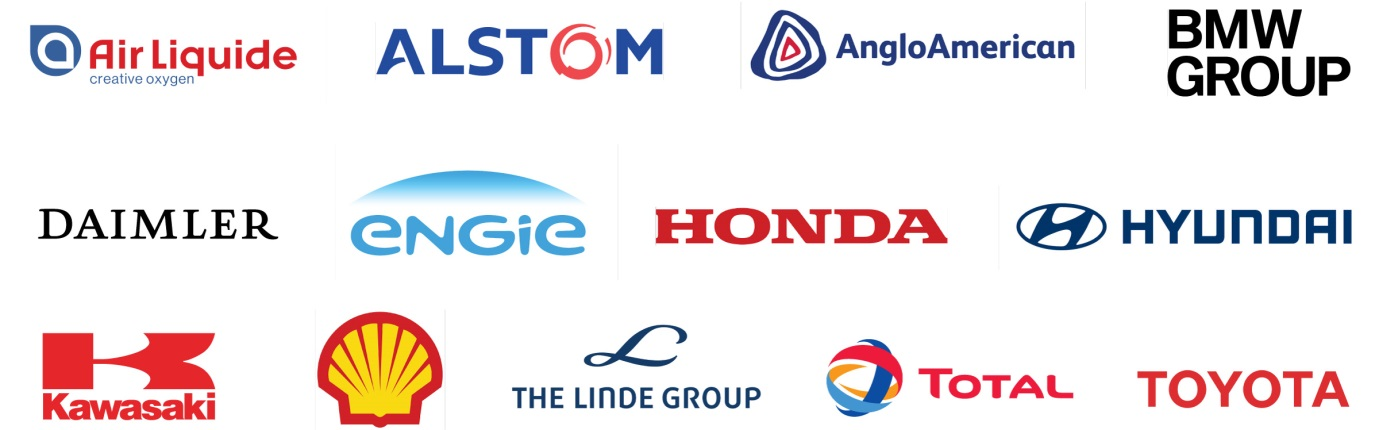 Air Liquide
creative oxygen
ALSTOM
AngloAmerican
BMW
GROUP
DAIMLER
ENGIE
HONDA
HYUNDAI
Kawasaki
THE LINDE GROUP
TOTAL
TOYOTA